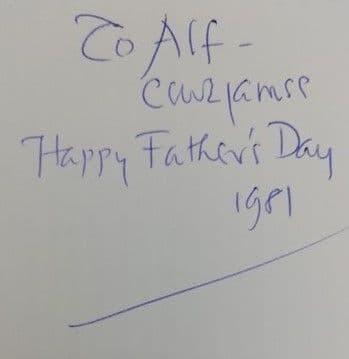 To Alf -
Happy Father's Day
1981